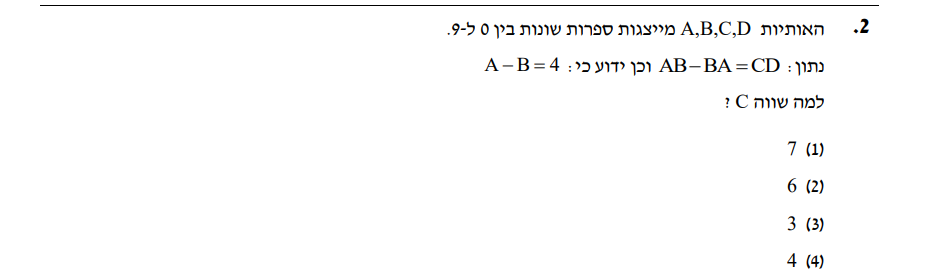 2. האותיות A,B,C,D מייצגות ספרות שונות בין 0 ל-9.
נתון: AB−BA=CD וכן ידוע כי: A−B=4
למה שווה C ?
(1) 7
(2) 6
(3) 3
(4) 4